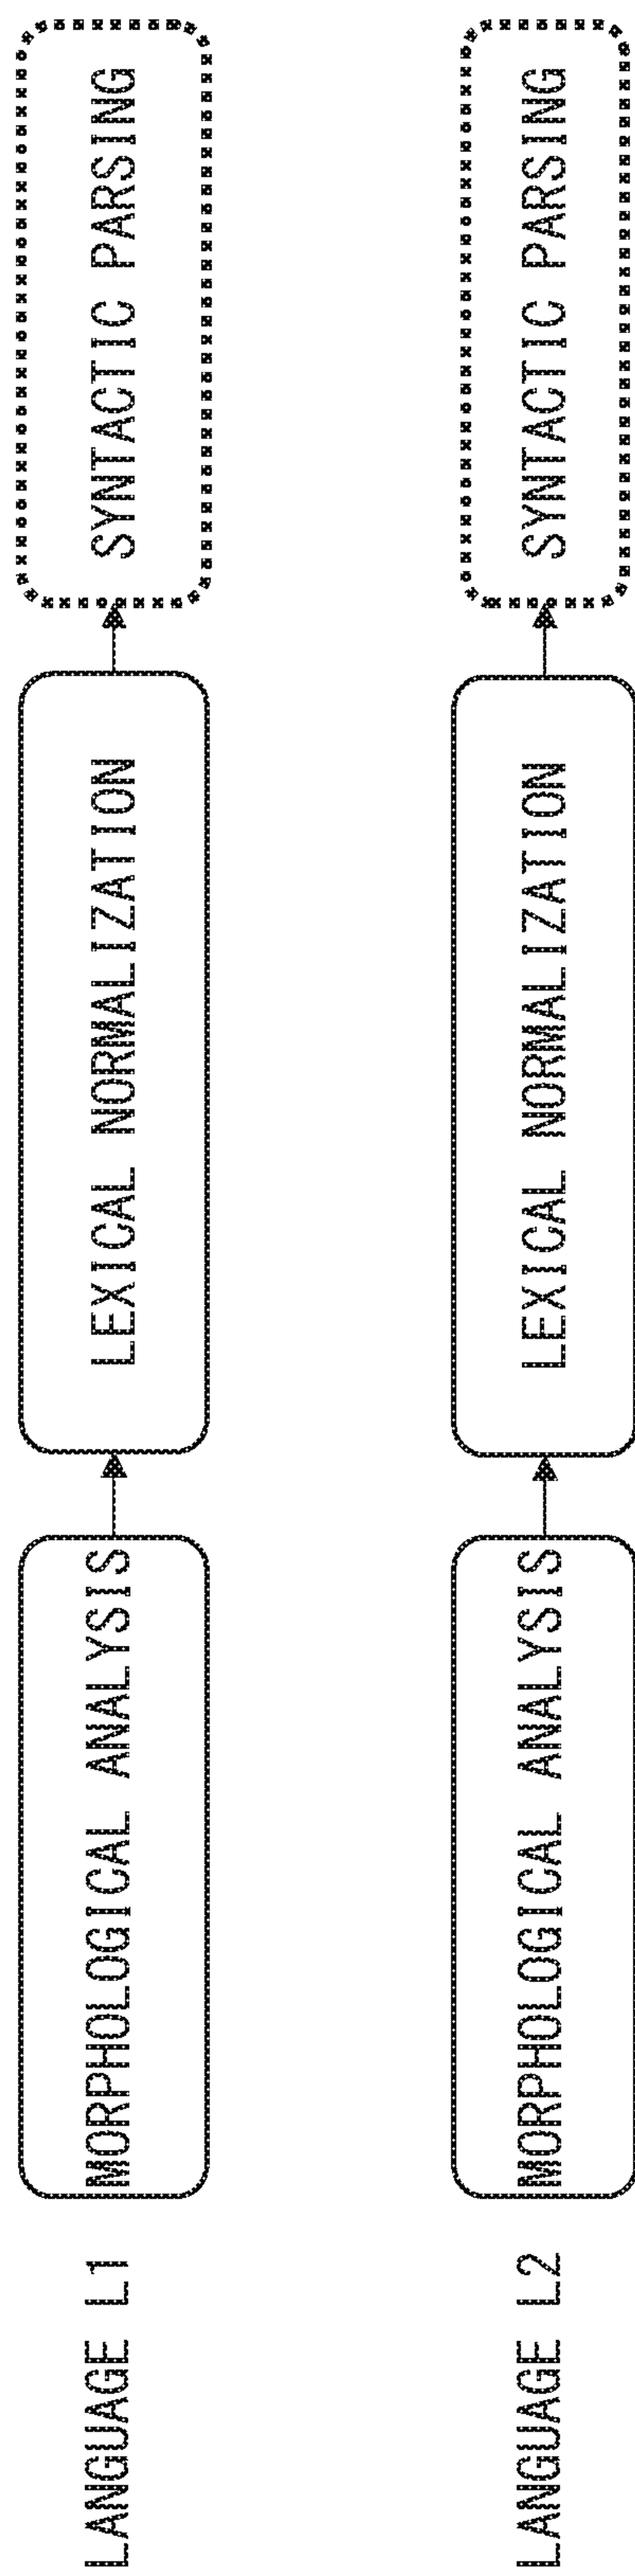 LANGUAGE L1
MORPHOLOGICAL ANALYSIS
LEXICAL NORMALIZATION
SYNTACTIC PARSING
LANGUAGE L2
MORPHOLOGICAL ANALYSIS
LEXICAL NORMALIZATION
SYNTACTIC PARSING